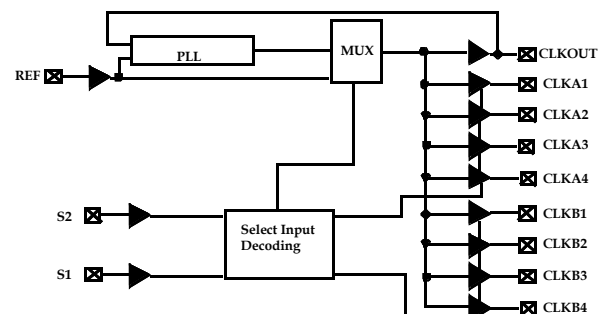 PLL
MUX
CLKOUT
REF
CLKA1
CLKA2
CLKA3
CLKA4
S2
CLKB1
Select Input
Decoding
CLKB2
S1
CLKB3
CLKB4